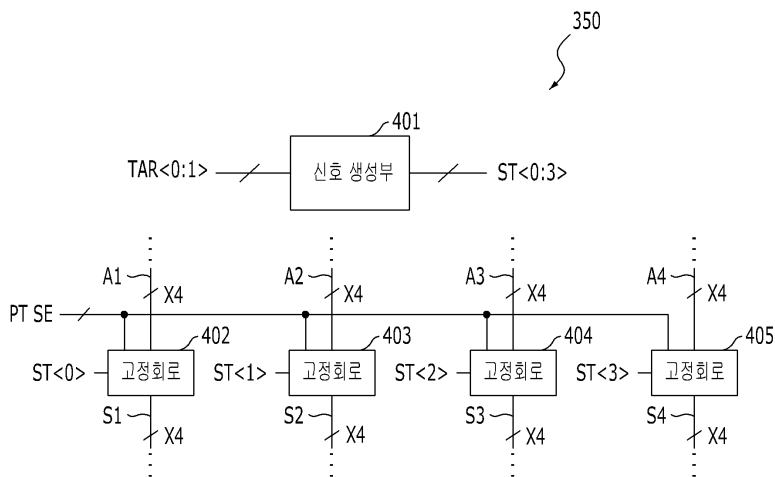 350
401
TAR<0:1> 신호 생성부 ST<0:3>
A1 A2 A3 A4
X4 X4 X4 X4
PT SE
402 403 404 405
ST<0> 고정회로 ST<1> 고정회로 ST<2> 고정회로 ST<3> 고정회로
S1 S2 S3 S4
X4 X4 X4 X4